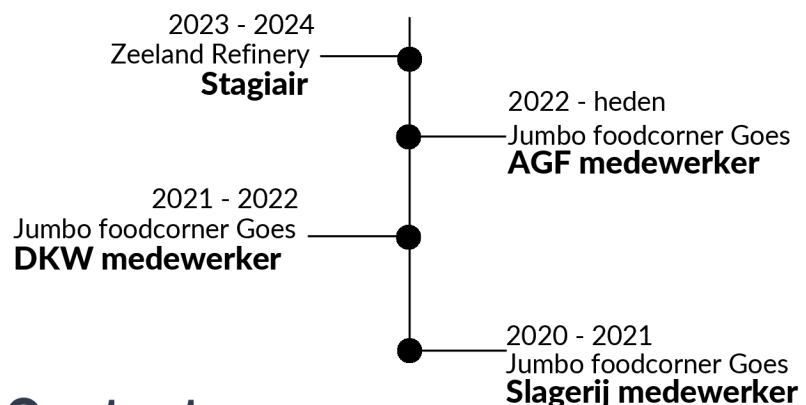 2023 - 2024
Zeeland Refinery
Stagiair
2022 - heden
Jumbo foodcorner Goes
AGF medewerker
2021 - 2022
Jumbo foodcorner Goes
DKW medewerker
2020 - 2021
Jumbo foodcorner Goes
Slagerij medewerker